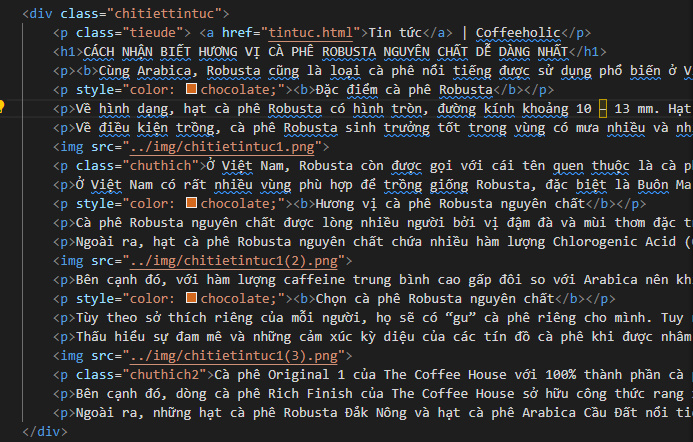 <div class="chitiettintuc">
<p class="tieude"> <a href="tintuc.html">Tin tức</a> | Coffeeholic</p>
<h1>CÁCH NHẬN BIẾT HƯƠNG VỊ CÀ PHÊ ROBUSTA NGUYÊN CHẤT DỄ DÀNG NHẤT</h1>
<p><b>Cùng Arabica, Robusta cũng là loại cà phê nổi tiếng được sử dụng phổ biến ở V
<p style="color: chocolate;"><b>Đặc điểm cà phê Robusta</b></p>
<p>Về hình dạng, hạt cà phê Robusta có hình tròn, đường kính khoảng 10 – 13 mm. Hạt
<p>Về điều kiện trồng, cà phê Robusta sinh trưởng tốt trong vùng có mưa nhiều và nh
<img src="../img/chitietintuc1.png">
<p class="chuthich">Ở Việt Nam, Robusta còn được gọi với cái tên quen thuộc là cà ph
<p>Ở Việt Nam có rất nhiều vùng phù hợp để trồng giống Robusta, đặc biệt là Buôn Ma
<p style="color: chocolate;"><b>Hương vị cà phê Robusta nguyên chất</b></p>
<p>Cà phê Robusta nguyên chất được lòng nhiều người bởi vị đậm đà và mùi thơm đặc t
<p>Ngoài ra, hạt cà phê Robusta nguyên chất chứa nhiều hàm lượng Chlorogenic Acid (
<img src="../img/chitietintuc1(2).png">
<p>Bên cạnh đó, với hàm lượng caffeine trung bình cao gấp đôi so với Arabica nên kh
<p style="color: chocolate;"><b>Chọn cà phê Robusta nguyên chất</b></p>
<p>Tùy theo sở thích riêng của mỗi người, họ sẽ có “gu” cà phê riêng cho mình. Tuy
<p>Thấu hiểu sự đam mê và những cảm xúc kỳ diệu của các tín đồ cà phê khi được nhâm
<img src="../img/chitietintuc1(3).png">
<p class="chuthich2">Cà phê Original 1 của The Coffee House với 100% thành phần cà p
<p>Bên cạnh đó, dòng cà phê Rich Finish của The Coffee House sở hữu công thức rang
<p>Ngoài ra, những hạt cà phê Robusta Đắk Nông và hạt cà phê Arabica Cầu Đất nổi ti
</div>